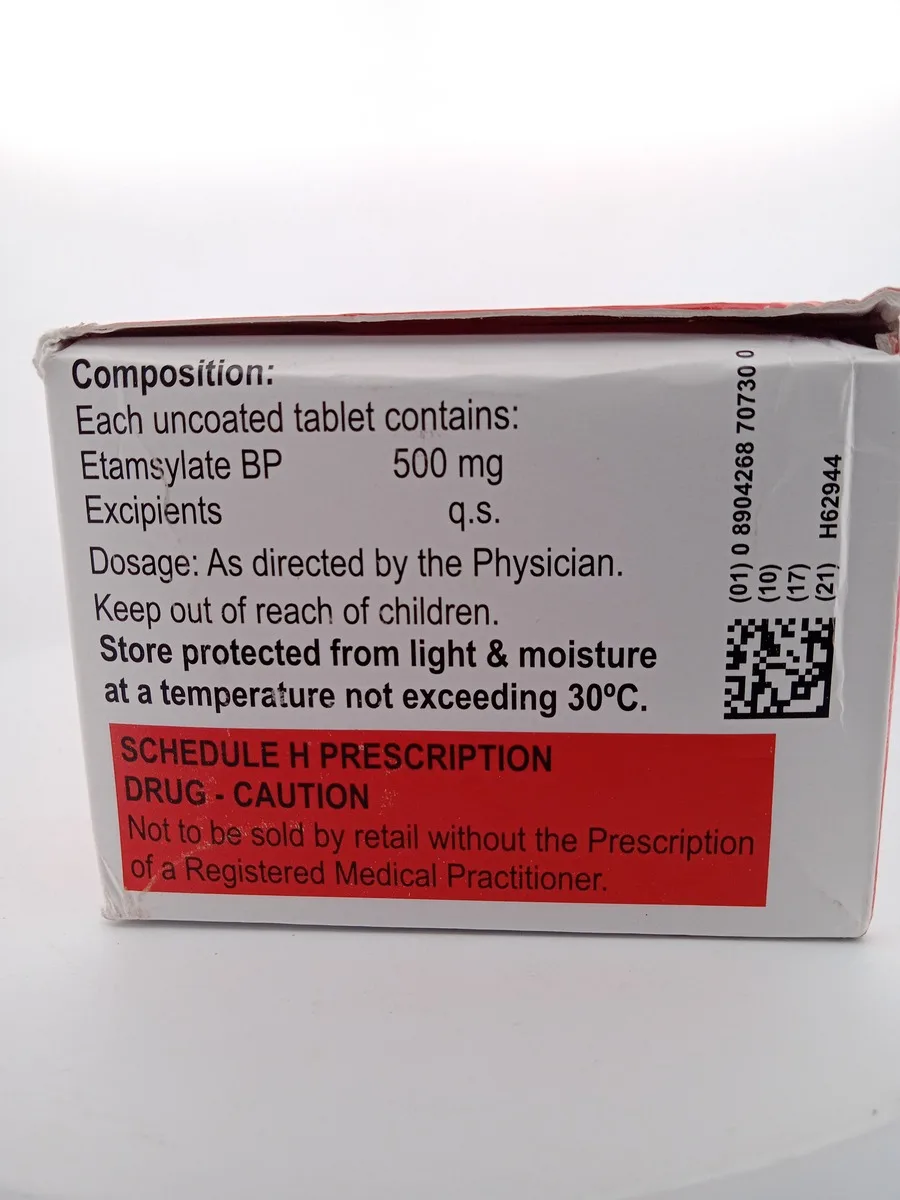 Composition:
Each uncoated tablet contains:
Etamsylate BP 500 mg
Excipients q.s.
Dosage: As directed by the Physician.
Keep out of reach of children.
Store protected from light & moisture
at a temperature not exceeding 30ºC.
SCHEDULE H PRESCRIPTION
DRUG - CAUTION
Not to be sold by retail without the Prescription
of a Registered Medical Practitioner.
(01) 0 8904268 70730 0
(10)
(17)
(21) H62944